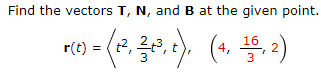 Find the vectors T, N, and B at the given point.
r(t) = ⟨t², 2/3 t³, t⟩, (4, 16/3, 2)